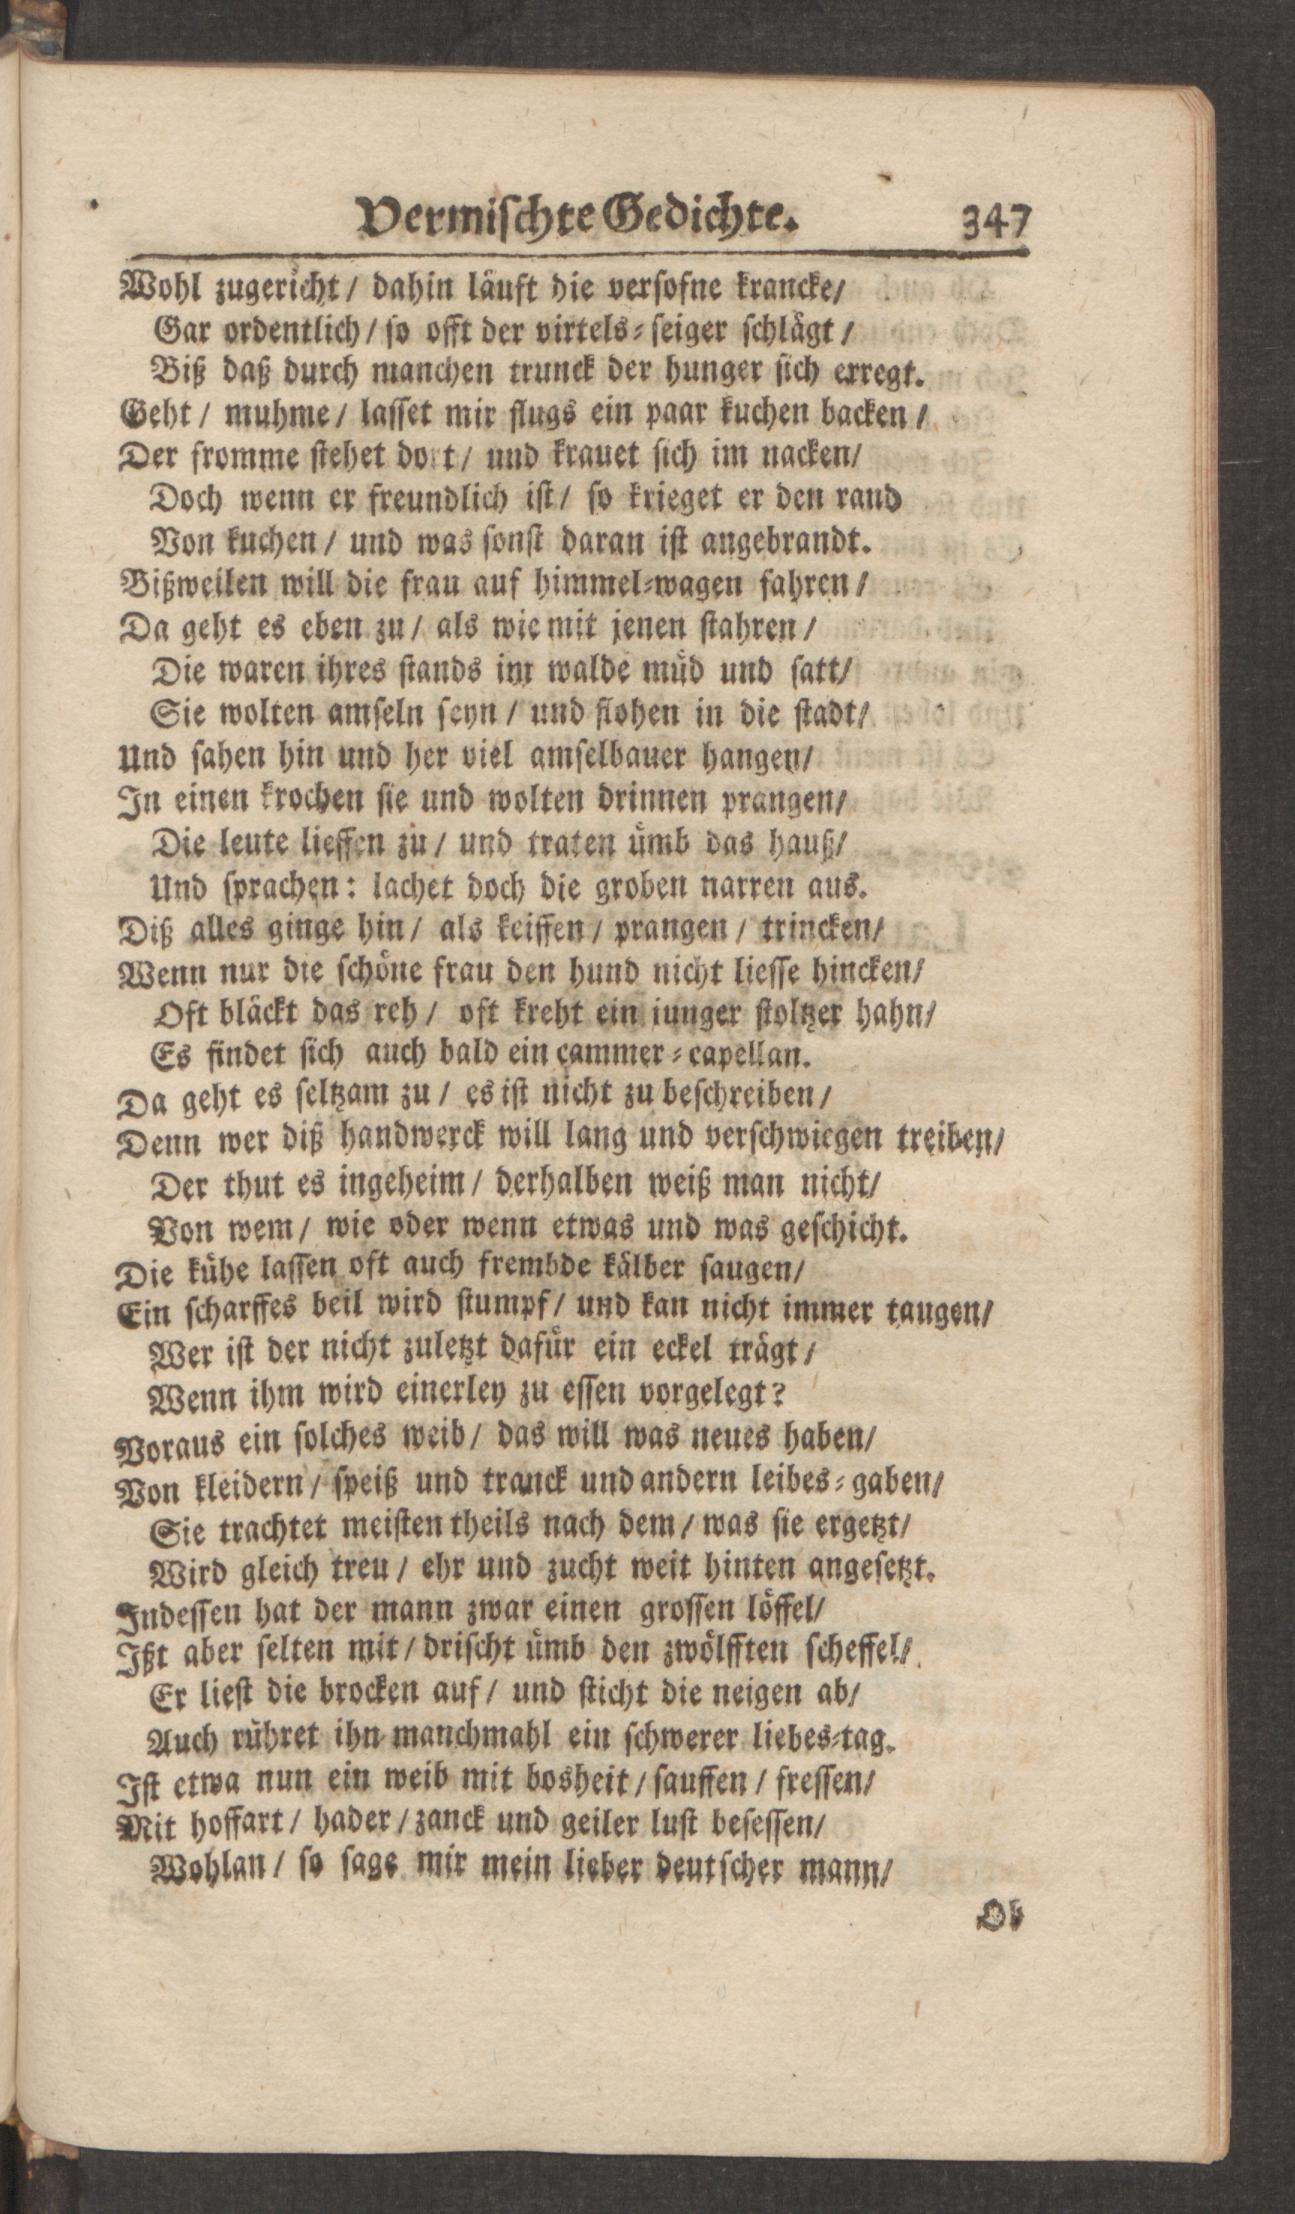 Vermiſchte Gedichte. 347
Wohl zugericht / dahin läuft die verſofne krancke /
Gar ordentlich / ſo offt der virtels-ſeiger ſchlägt /
Biß daß durch manchen trunck der hunger ſich erregt.
Geht / muhme / laſſet mir flugs ein paar kuchen backen /
Der fromme ſtehet dort / und krauet ſich im nacken /
Doch wenn er freundlich iſt / ſo krieget er den rand
Von kuchen / und was ſonſt daran iſt angebrandt.
Bißweilen will die frau auf himmel-wagen fahren /
Da geht es eben zu / als wie mit jenen ſtahren /
Die waren ihres ſtands im walde müd und ſatt /
Sie wolten amſeln ſeyn / und flohen in die ſtadt /
Und ſahen hin und her viel amſelbauer hangen /
In einen krochen ſie und wolten drinnen prangen /
Die leute lieffen zu / und traten ümb das hauß /
Und ſprachen: lachet doch die groben narren aus.
Diß alles ginge hin / als keiffen / prangen / trincken /
Wenn nur die ſchöne frau den hund nicht lieſſe hincken /
Oft bläckt das reh / oft kreht ein junger ſtoltzer hahn /
Es findet ſich auch bald ein cammer-capellan.
Da geht es ſeltzam zu / es iſt nicht zu beſchreiben /
Denn wer diß handwerck will lang und verſchwiegen treiben /
Der thut es ingeheim / derhalben weiß man nicht /
Von wem / wie oder wenn etwas und was geſchicht.
Die kühe laſſen oft auch frembde kälber ſaugen /
Ein ſcharffes beil wird ſtumpf / und kan nicht immer taugen /
Wer iſt der nicht zuletzt dafür ein eckel trägt /
Wenn ihm wird einerley zu eſſen vorgelegt?
Voraus ein ſolches weib / das will was neues haben /
Von kleidern / ſpeiß und tranck und andern leibes-gaben /
Sie trachtet meiſten theils nach dem / was ſie ergetzt /
Wird gleich treu / ehr und zucht weit hinten angeſetzt.
Indeſſen hat der mann zwar einen groſſen löffel /
Ißt aber ſelten mit / driſcht ümb den zwölfften ſcheffel /
Er lieſt die brocken auf / und ſticht die neigen ab /
Auch rühret ihn manchmahl ein ſchwerer liebes-tag.
Iſt etwa nun ein weib mit bosheit / ſauffen / freſſen /
Mit hoffart / hader / zanck und geiler luſt beſeſſen /
Wohlan / ſo ſage mir mein lieber deutſcher mann /
Ob